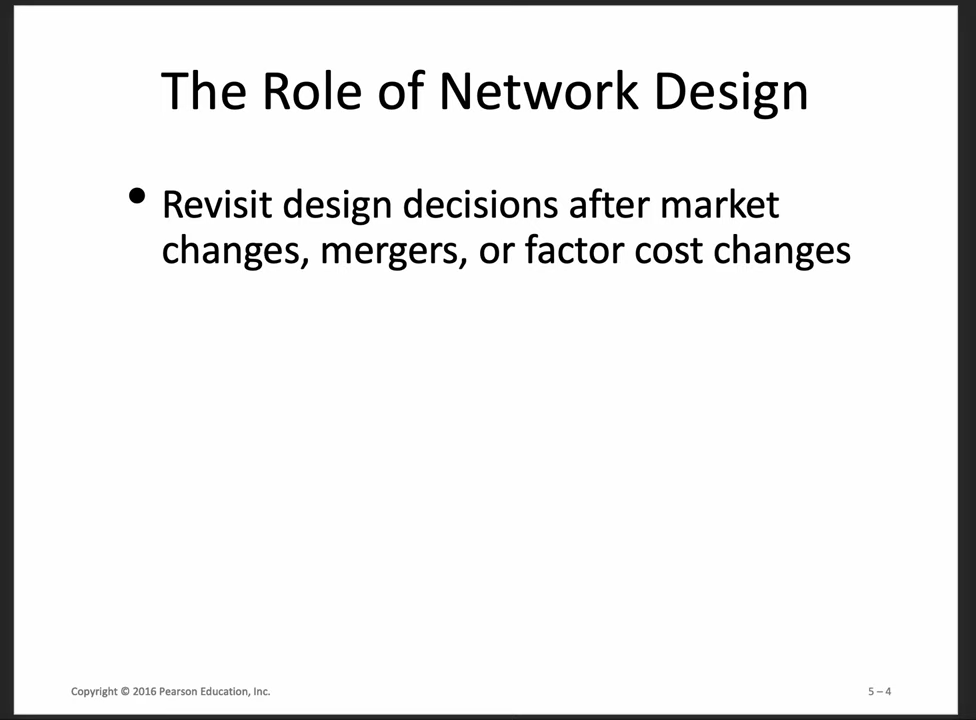 The Role of Network Design
• Revisit design decisions after market
changes, mergers, or factor cost changes
Copyright © 2016 Pearson Education, Inc.
5 – 4